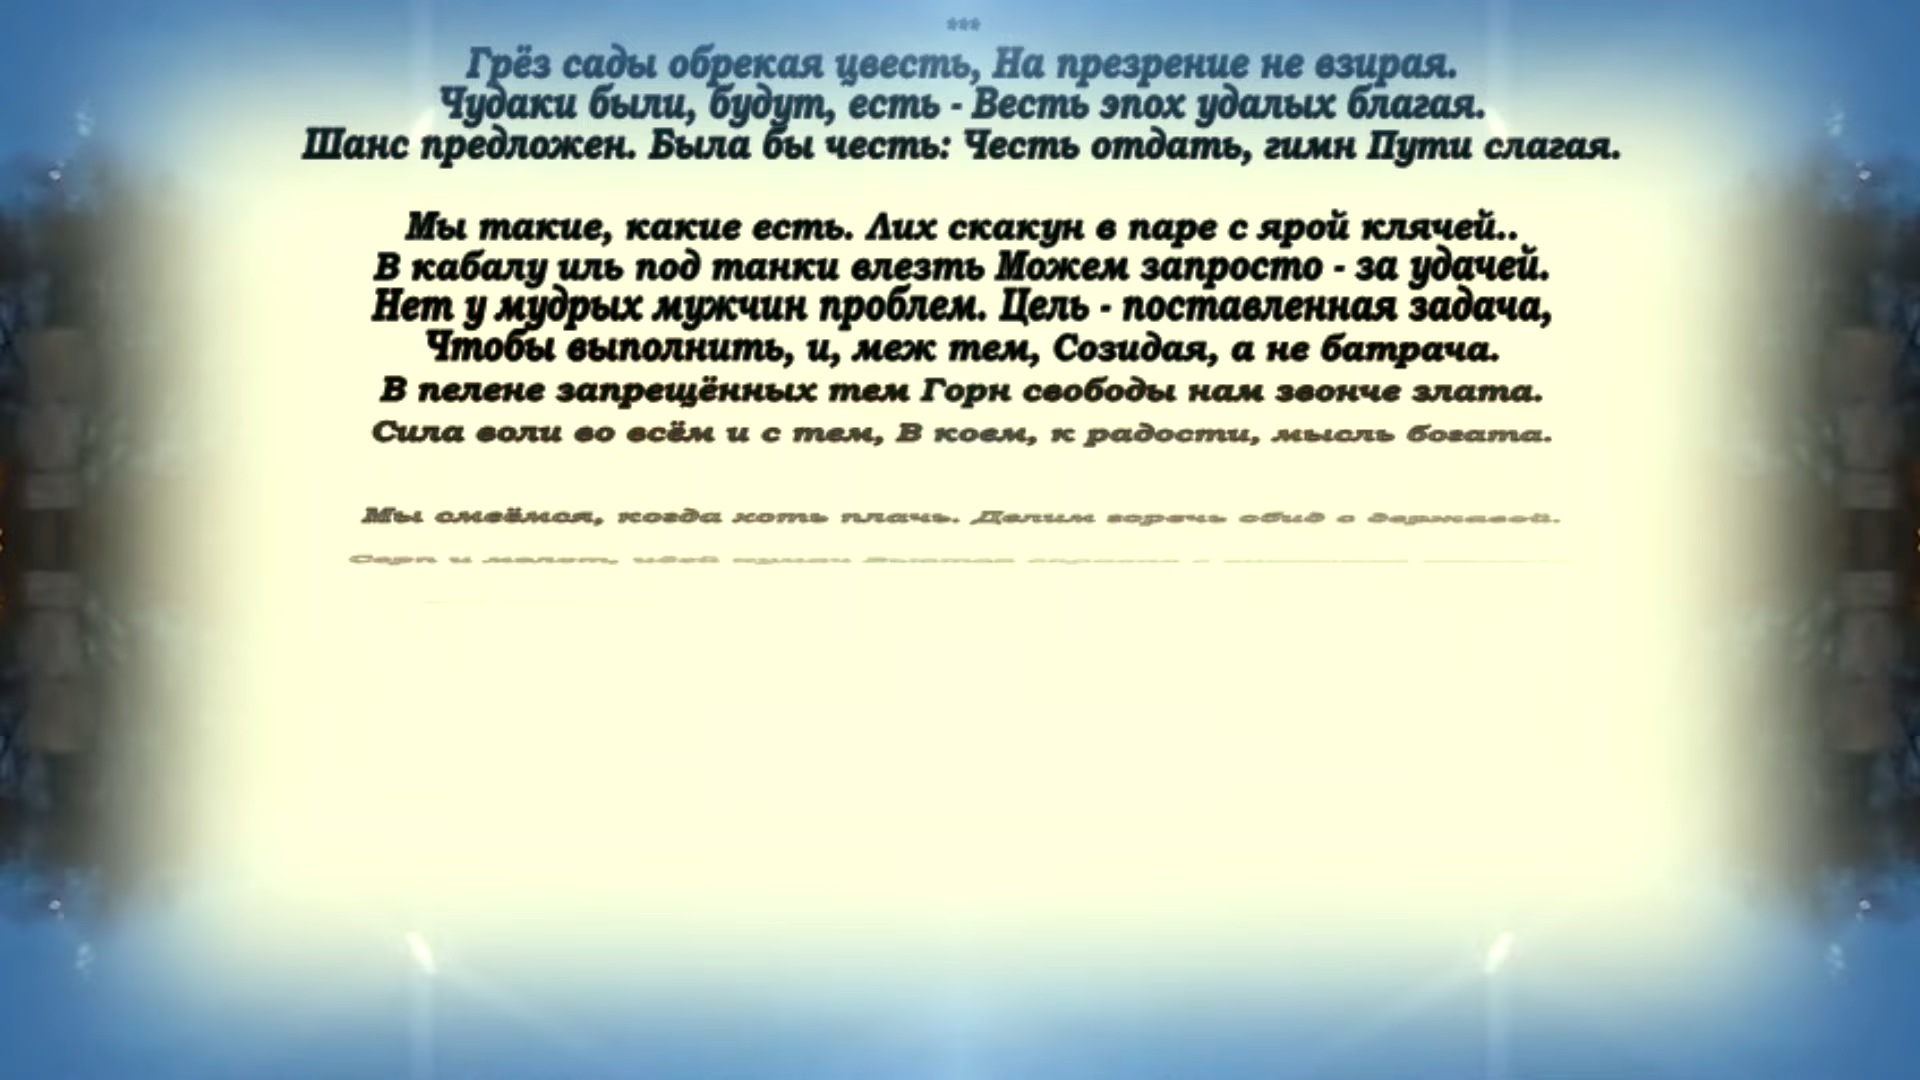 ***
Грёз сады обрекая цвесть, На презрение не взирая.
Чудаки были, будут, есть - Весть эпох удалых благая.
Шанс предложен. Была бы честь: Честь отдать, гимн Пути слагая.
Мы такие, какие есть. Лих скакун в паре с ярой клячей..
В кабалу иль под танки влезть Можем запросто - за удачей.
Нет у мудрых мужчин проблем. Цель - поставленная задача,
Чтобы выполнить, и, меж тем, Созидая, а не батрача.
В пелене запрещённых тем Горн свободы нам звонче злата.
Сила воли во всём и с тем, В коем, к радости, мысль богата.
Мы смеёмся, когда хоть плачь. Делим горечь обид с державой.
Серп и молот, идей кумач